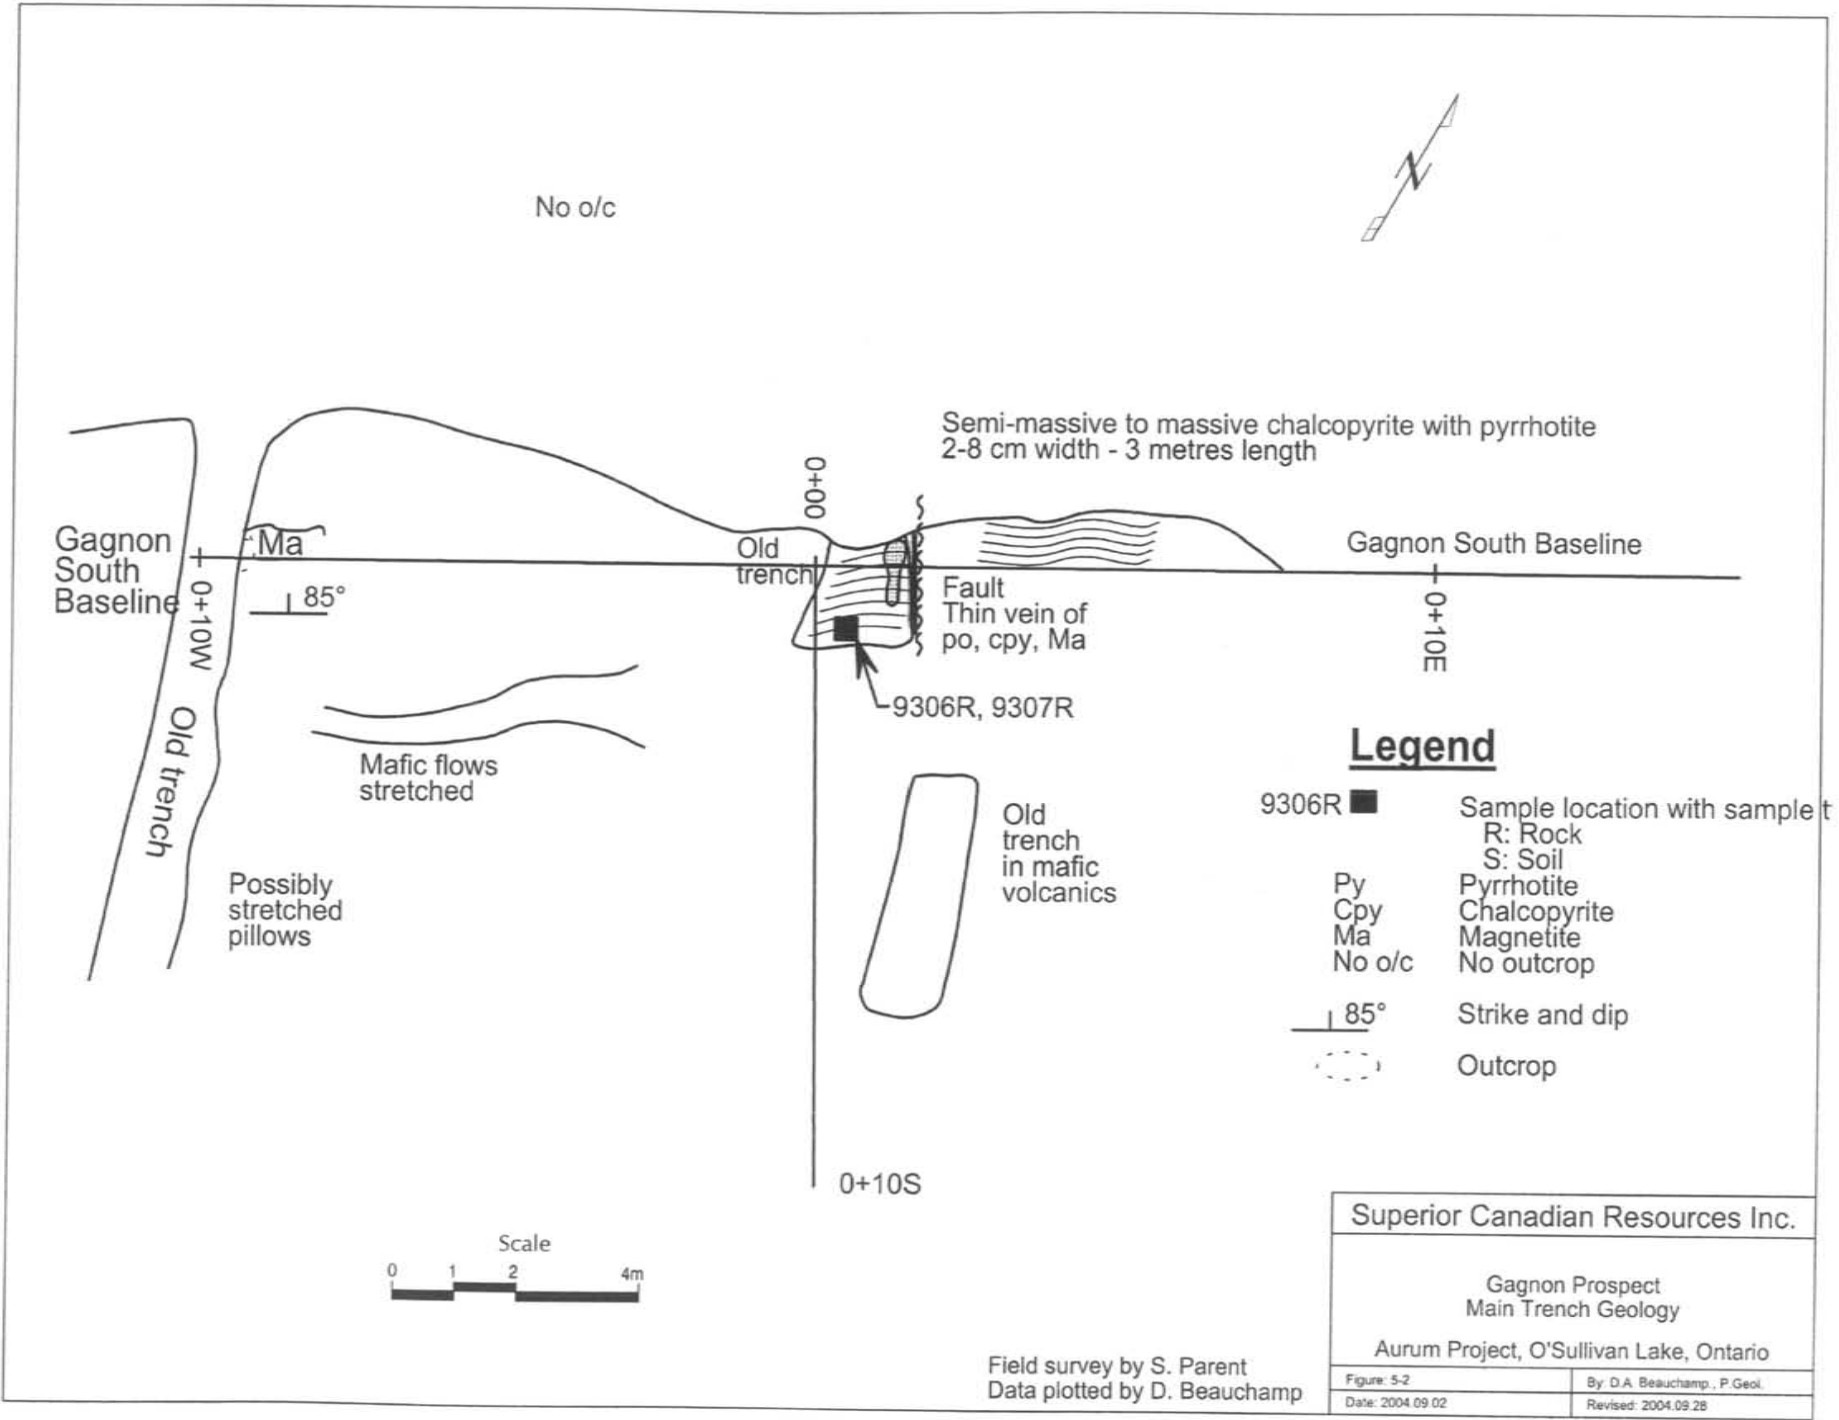 N
No o/c
Semi-massive to massive chalcopyrite with pyrrhotite
2-8 cm width - 3 metres length
0+00
Gagnon
South
Baseline
Ma
85°
0+10W
Old trench
Old
trench
Fault
Thin vein of
po, cpy, Ma
Gagnon South Baseline
0+10E
9306R, 9307R
Mafic flows
stretched
Possibly
stretched
pillows
Old
trench
in mafic
volcanics
0+10S
Legend
9306R Sample location with sample t
R: Rock
S: Soil
Py Pyrrhotite
Cpy Chalcopyrite
Ma Magnetite
No o/c No outcrop
85° Strike and dip
Outcrop
Scale
0 1 2 4m
Field survey by S. Parent
Data plotted by D. Beauchamp
Superior Canadian Resources Inc.
Gagnon Prospect
Main Trench Geology
Aurum Project, O'Sullivan Lake, Ontario
Figure: 5-2
By: D.A. Beauchamp., P.Geol.
Date: 2004.09.02
Revised: 2004.09.28